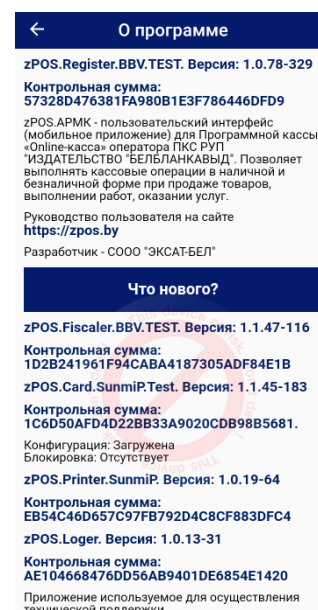 О программе
zPOS.Register.BBV.TEST. Версия: 1.0.78-329
Контрольная сумма:
57328D476381FA980B1E3F786446DFD9
zPOS.АРМК - пользовательский интерфейс
(мобильное приложение) для Программной кассы
«Online-касса» оператора ПКС РУП
"ИЗДАТЕЛЬСТВО "БЕЛБЛАНКАВЫД". Позволяет
выполнять кассовые операции в наличной и
безналичной форме при продаже товаров,
выполнении работ, оказании услуг.
Руководство пользователя на сайте
https://zpos.by
Разработчик - СООО "ЭКСАТ-БЕЛ"
Что нового?
zPOS.Fiscaler.BBV.TEST. Версия: 1.1.47-116
Контрольная сумма:
1D2B241961F94CABA4187305ADF84E1B
zPOS.Card.SunmiP.Test. Версия: 1.1.45-183
Контрольная сумма:
1C6D50AFD4D22BB33A9020CDB98B5681.
Конфигурация: Загружена
Блокировка: Отсутствует
zPOS.Printer.SunmiP. Версия: 1.0.19-64
Контрольная сумма:
EB54C46D657C97FB792D4C8CF883DFC4
zPOS.Loger. Версия: 1.0.13-31
Контрольная сумма:
AE104668476DD56AB9401DE6854E1420
Приложение используемое для осуществления
технической поддержки